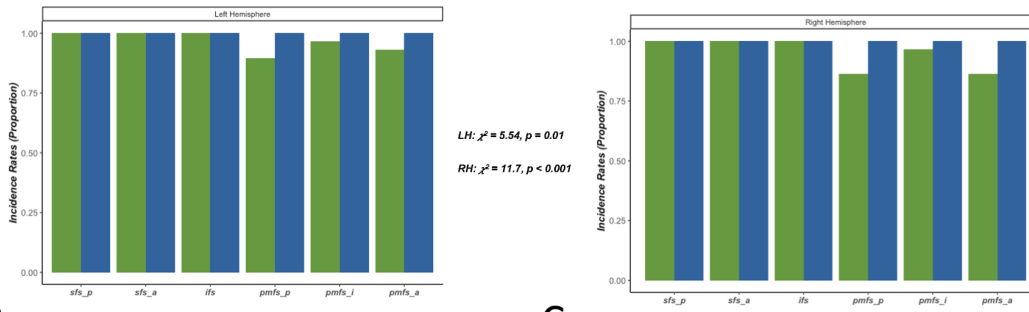 Left Hemisphere
Incidence Rates (Proportion)
1.00
0.75
0.50
0.25
0.00
sfs_p sfs_a ifs pmfs_p pmfs_i pmfs_a
LH: χ² = 5.54, p = 0.01
RH: χ² = 11.7, p < 0.001
Right Hemisphere
Incidence Rates (Proportion)
1.00
0.75
0.50
0.25
0.00
sfs_p sfs_a ifs pmfs_p pmfs_i pmfs_a